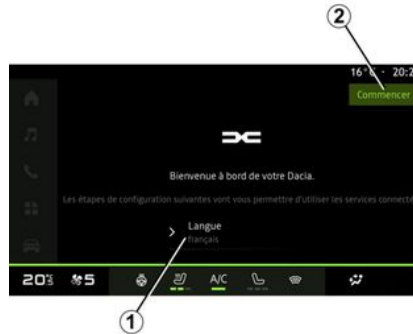 2
16°C · 20:2
Commencer
Bienvenue à bord de votre Dacia.
Les étapes de configuration suivantes vont vous permettre d'utiliser les services connecté
Langue
français
20 5 A/C
1